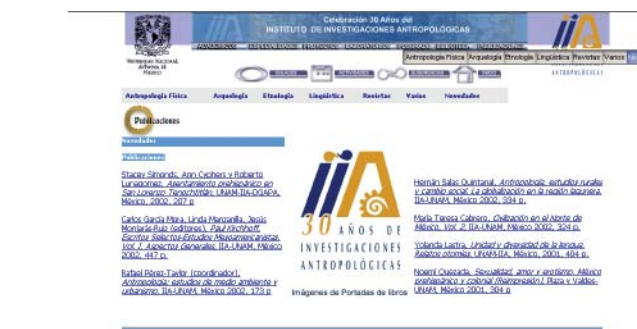 Celebración 30 Años del
INSTITUTO DE INVESTIGACIONES ANTROPOLÓGICAS
UNIVERSIDAD NACIONAL
AUTÓNOMA DE
MÉXICO
Antropología Física Arqueología Etnología Lingüística Revistas Varios
ANTROPOLÓGICAS
Antropología Física Arqueología Etnología Lingüística Revistas Varios Novedades
Publicaciones
Novedades
Publicaciones
Stacey Simonds, Ann Cyphers y Roberto
Lunagómez, Asentamiento prehispánico en
San Lorenzo Tenochtitlán, UNAM-IIA-DGAPA,
México, 2002, 207 p
Carlos García Mora, Linda Manzanilla, Jesús
Monjarás-Ruiz (editores), Paul Kirchhoff,
Escritos Selectos-Estudios Mesoamericanistas,
Vol. I. Aspectos Generales, IIA-UNAM, México
2002, 447 p.
Rafael Pérez-Taylor (coordinador),
Antropología: estudios de medio ambiente y
urbanismo, IIA-UNAM, México 2002, 173 p
IIA
30 AÑOS DE
INVESTIGACIONES
ANTROPOLÓGICAS
Imágenes de Portadas de libros
Hernán Salas Quintanal, Antropología, estudios rurales
y cambio social. La globalización en la región lagunera,
IIA-UNAM, México 2002, 334 p.
María Teresa Cabrero, Civilización en el Norte de
México, Vol. 2, IIA-UNAM, México 2002, 324 p.
Yolanda Lastra, Unidad y diversidad de la lengua.
Relatos otomíes, UNAM-IIA, México, 2001, 404 p.
Noemí Quezada, Sexualidad, amor y erotismo. México
prehispánico y colonial (Reimpresión), Plaza y Valdés-
UNAM, México 2001, 304 p